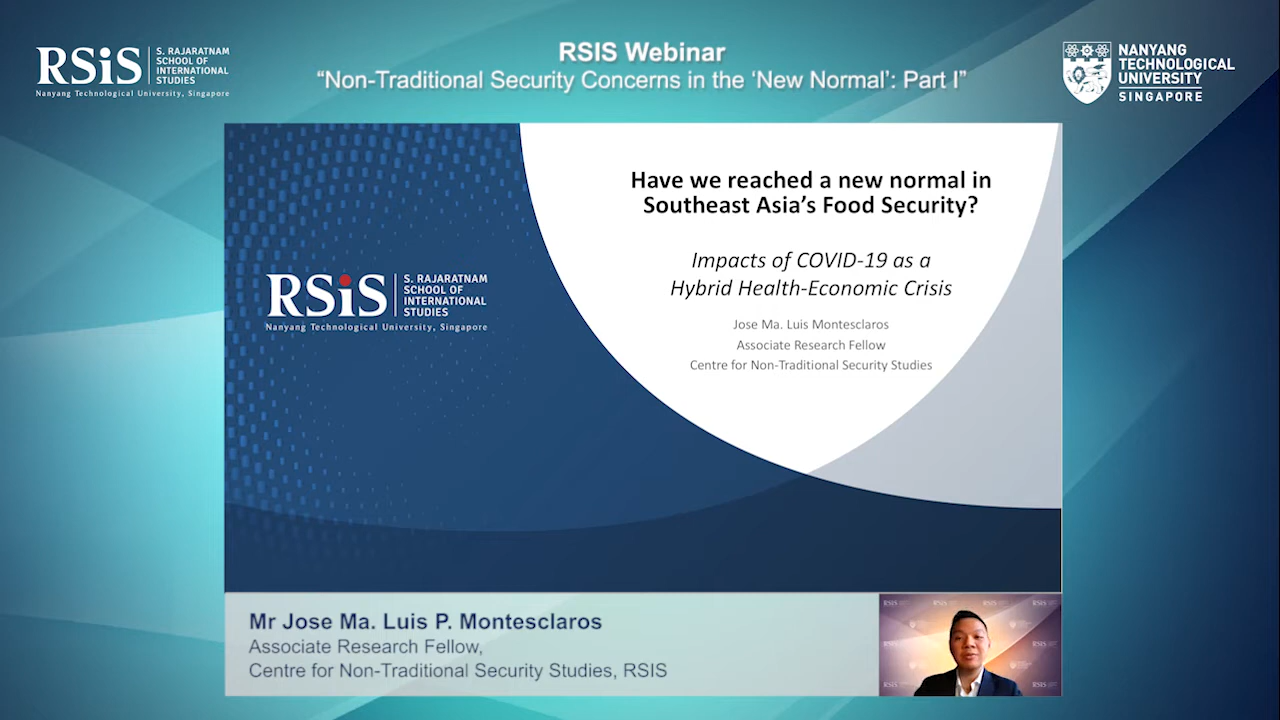 RSiS
S. RAJARATNAM
SCHOOL OF
INTERNATIONAL
STUDIES
Nanyang Technological University, Singapore
RSIS Webinar
“Non-Traditional Security Concerns in the ‘New Normal’: Part I”
NANYANG
TECHNOLOGICAL
UNIVERSITY
SINGAPORE
Have we reached a new normal in
Southeast Asia’s Food Security?
Impacts of COVID-19 as a
Hybrid Health-Economic Crisis
Jose Ma. Luis Montesclaros
Associate Research Fellow
Centre for Non-Traditional Security Studies
RSiS
S. RAJARATNAM
SCHOOL OF
INTERNATIONAL
STUDIES
Nanyang Technological University, Singapore
Mr Jose Ma. Luis P. Montesclaros
Associate Research Fellow,
Centre for Non-Traditional Security Studies, RSIS